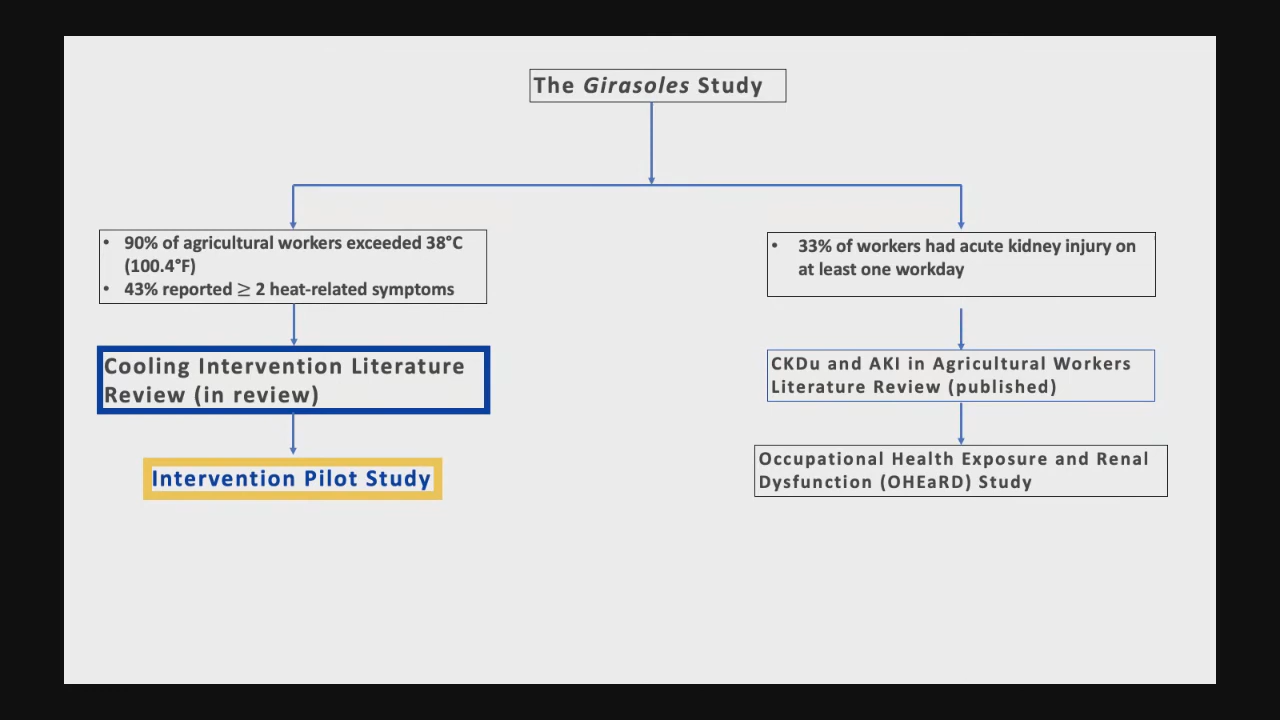 The Girasoles Study
• 90% of agricultural workers exceeded 38°C
(100.4°F)
• 43% reported ≥ 2 heat-related symptoms
• 33% of workers had acute kidney injury on
at least one workday
Cooling Intervention Literature
Review (in review)
CKDu and AKI in Agricultural Workers
Literature Review (published)
Intervention Pilot Study
Occupational Health Exposure and Renal
Dysfunction (OHEaRD) Study